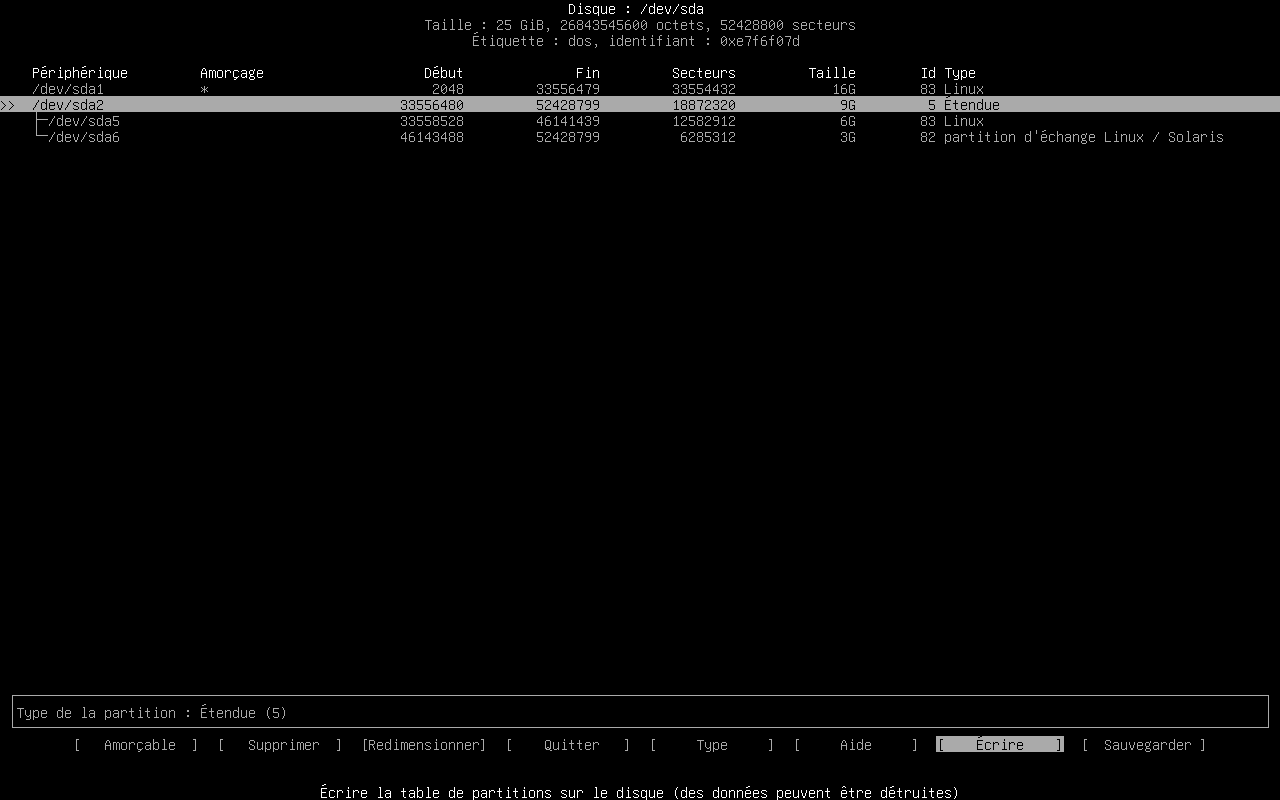 Disque : /dev/sda
Taille : 25 GiB, 26843545600 octets, 52428800 secteurs
Étiquette : dos, identifiant : 0xe7f6f07d
Périphérique Amorçage Début Fin Secteurs Taille Id Type
/dev/sda1 * 2048 33556479 33554432 16G 83 Linux
>> /dev/sda2 33556480 52428799 18872320 9G 5 Étendue
├─/dev/sda5 33558528 46141439 12582912 6G 83 Linux
└─/dev/sda6 46143488 52428799 6285312 3G 82 partition d'échange Linux / Solaris
Type de la partition : Étendue (5)
[ Amorçable ] [ Supprimer ] [Redimensionner] [ Quitter ] [ Type ] [ Aide ] [ Écrire ] [ Sauvegarder ]
Écrire la table de partitions sur le disque (des données peuvent être détruites)